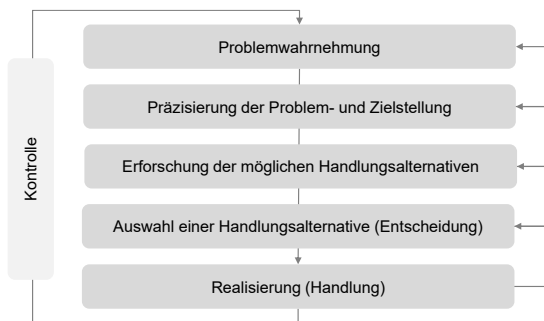 Problemwahrnehmung
Präzisierung der Problem- und Zielstellung
Erforschung der möglichen Handlungsalternativen
Auswahl einer Handlungsalternative (Entscheidung)
Realisierung (Handlung)
Kontrolle